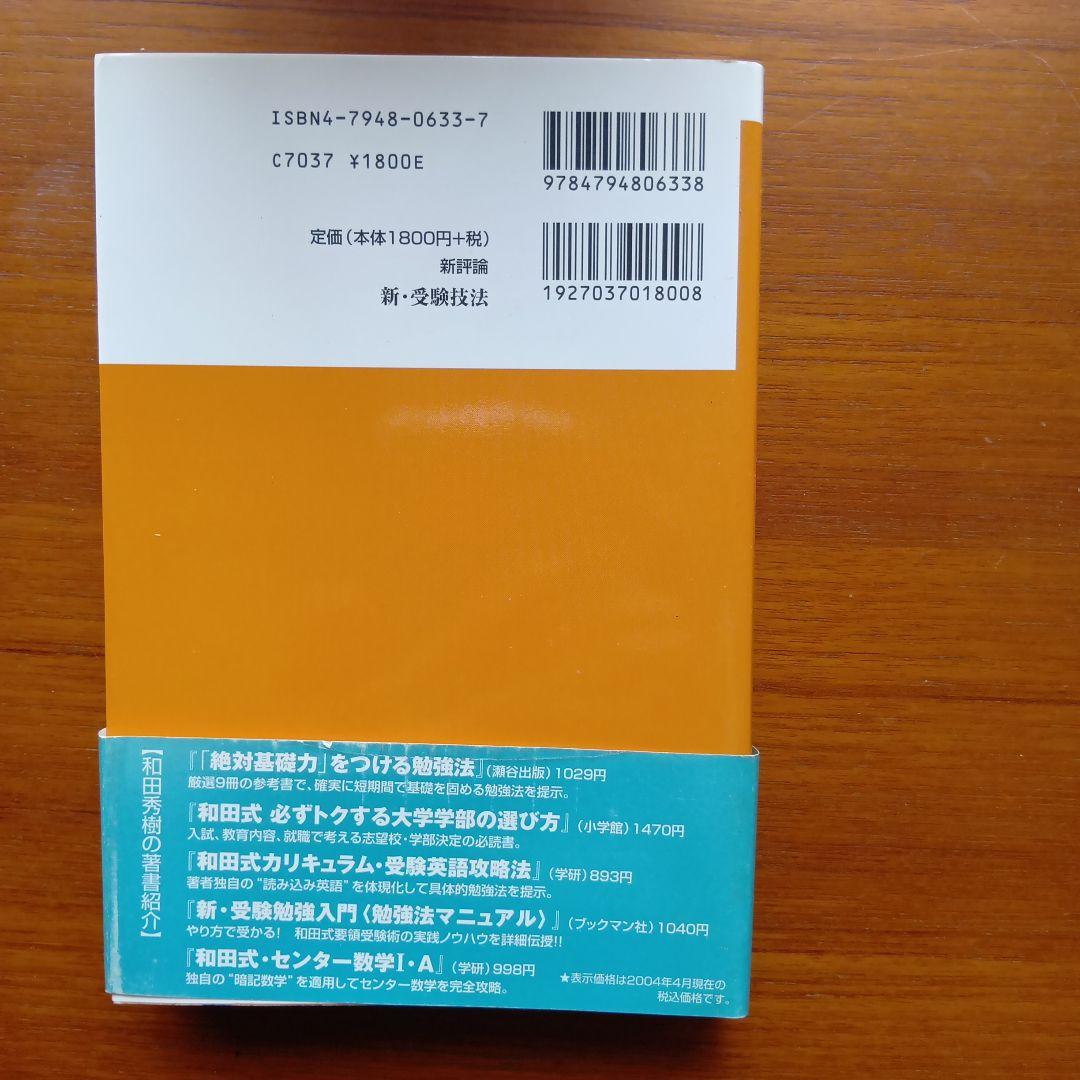 ISBN4-7948-0633-7
C7037 ¥1800E
9784794806338
定価(本体1800円+税)
新評論
新・受験技法
1927037018008
【和田秀樹の著書紹介】
『「絶対基礎力」をつける勉強法』(瀬谷出版)1029円
厳選9冊の参考書で、確実に短期間で基礎を固める勉強法を提示。
『和田式 必ずトクする大学学部の選び方』(小学館)1470円
入試、教育内容、就職で考える志望校・学部決定の必読書。
『和田式カリキュラム・受験英語攻略法』(学研)893円
著者独自の“読み込み英語”を体現化して具体的勉強法を提示。
『新・受験勉強入門〈勉強法マニュアル〉』(ブックマン社)1040円
やり方で受かる! 和田式要領受験術の実践ノウハウを詳細伝授!!
『和田式・センター数学I・A』(学研)998円
独自の“暗記数学”を適用してセンター数学を完全攻略。
★表示価格は2004年4月現在の
税込価格です。